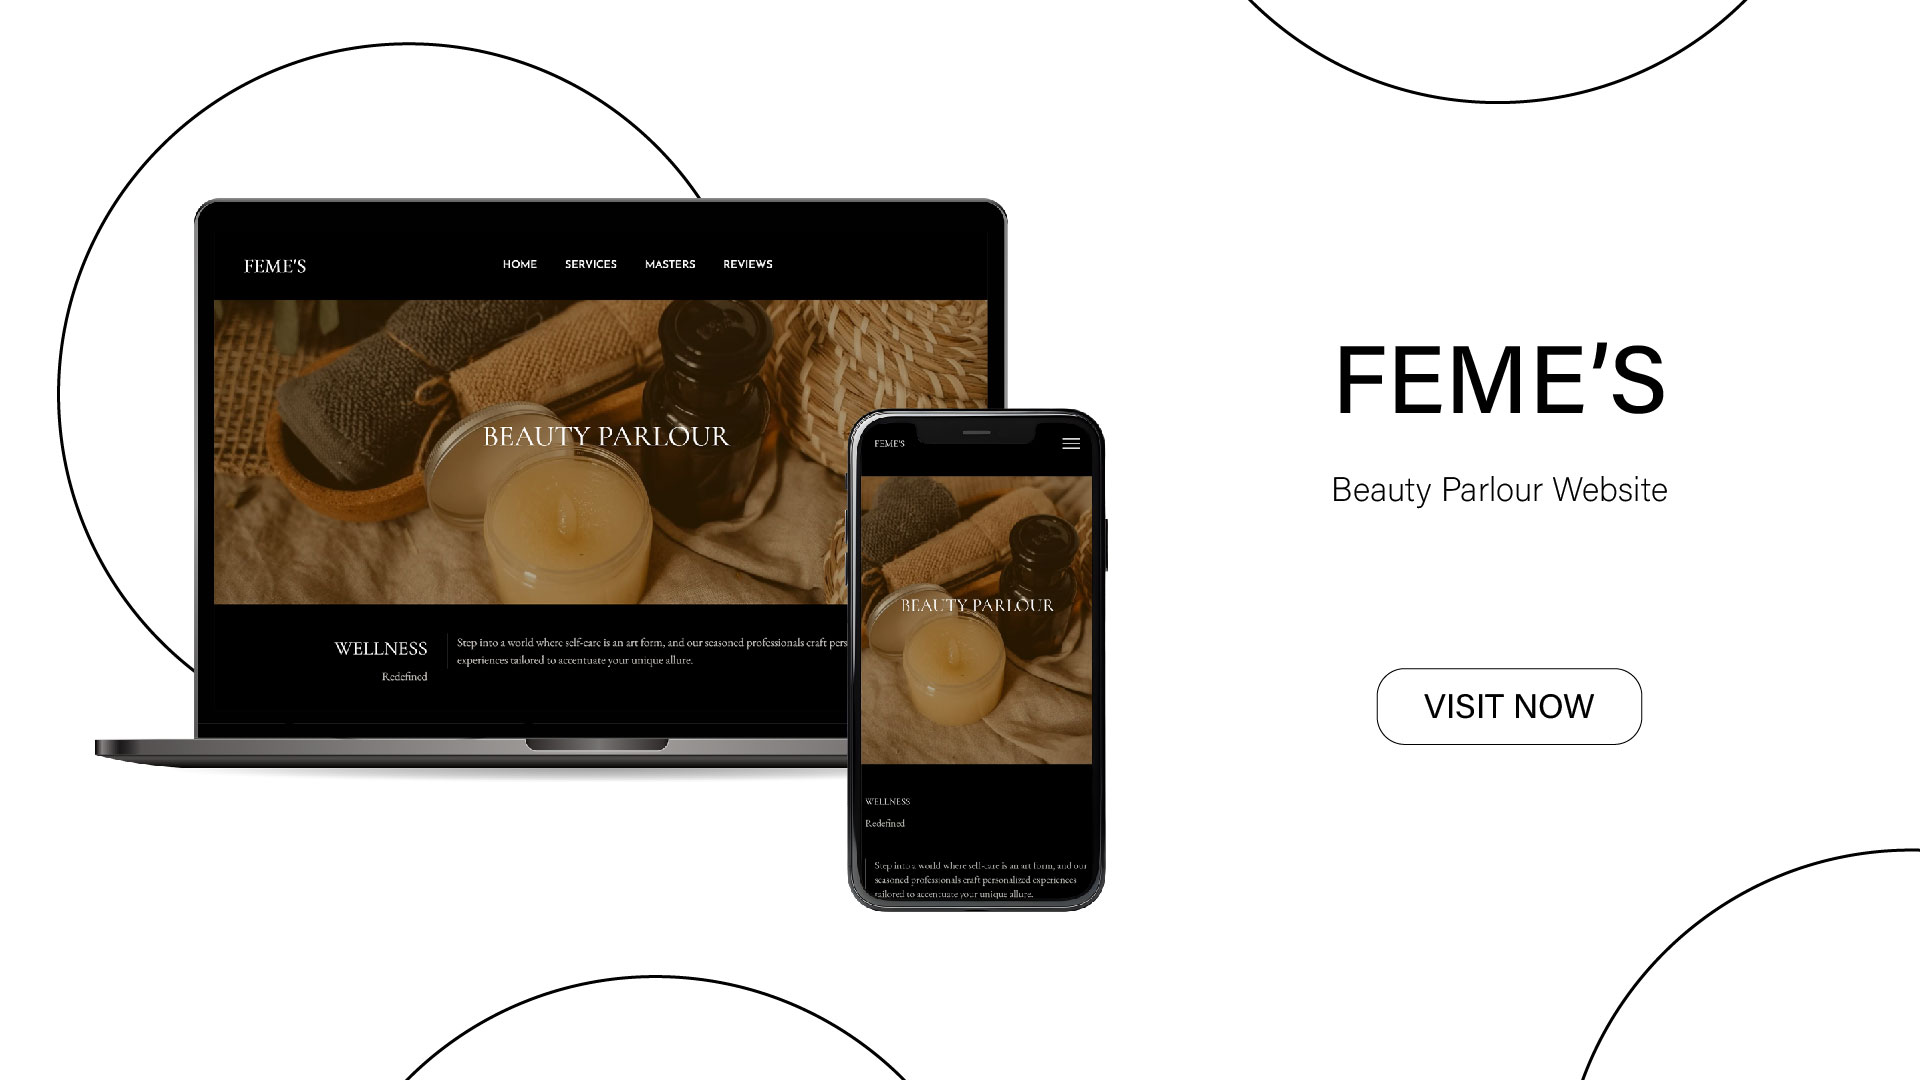 FEME'S
HOME SERVICES MASTERS REVIEWS
BEAUTY PARLOUR
WELLNESS
Redefined
Step into a world where self-care is an art form, and our seasoned professionals craft pers
experiences tailored to accentuate your unique allure.
FEME'S
BEAUTY PARLOUR
WELLNESS
Redefined
Step into a world where self-care is an art form, and our
seasoned professionals craft personalized experiences
tailored to accentuate your unique allure.
FEME’S
Beauty Parlour Website
VISIT NOW